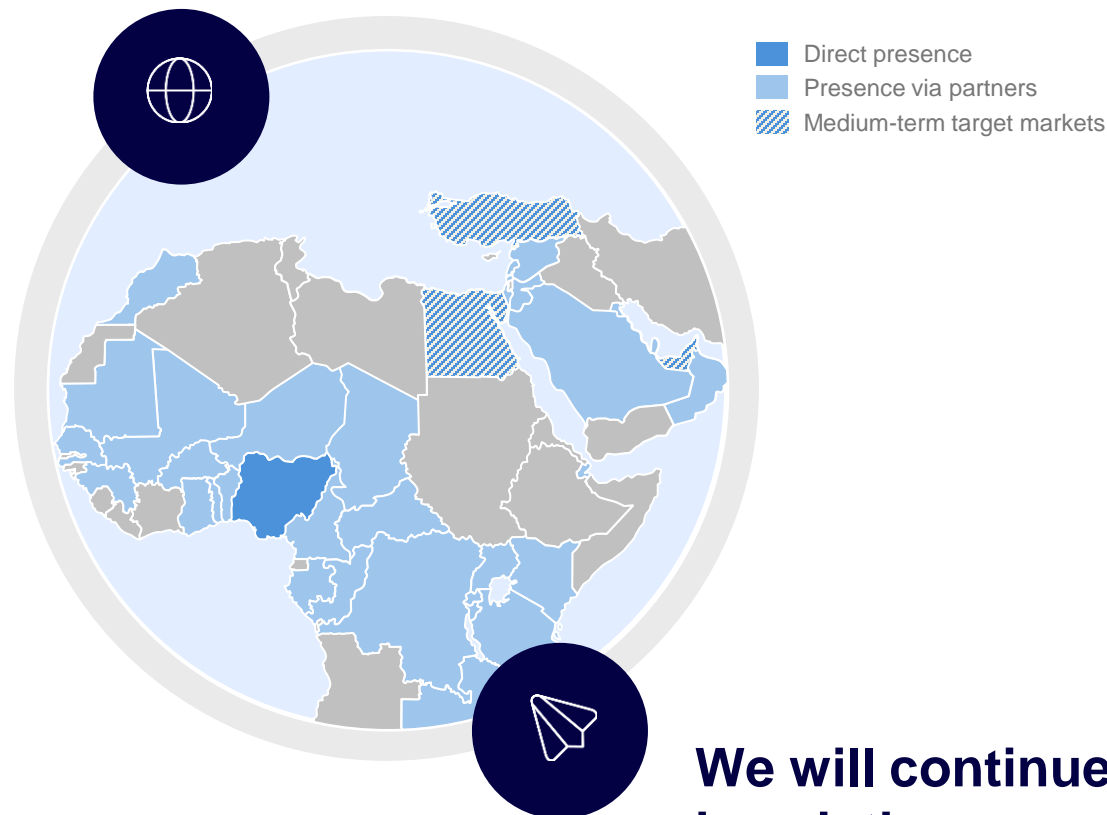 Direct presence
Presence via partners
Medium-term target markets
We will continue